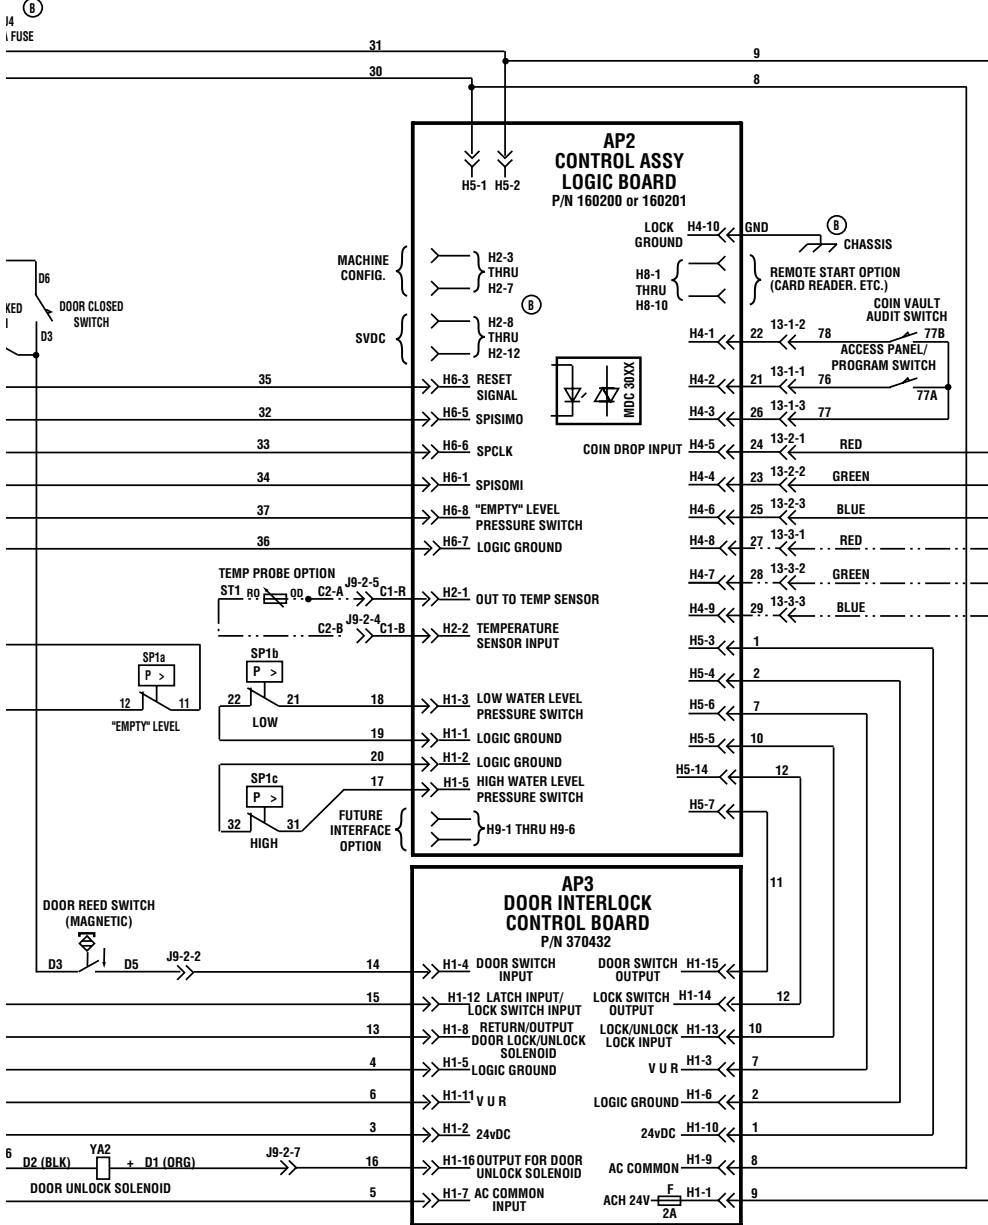 B
J4
A FUSE
31
30
9
8
AP2
CONTROL ASSY
LOGIC BOARD
P/N 160200 or 160201
H5-1 H5-2
LOCK
GROUND
H4-10
GND
B
CHASSIS
MACHINE
CONFIG.
H2-3
THRU
H2-7
H8-1
THRU
H8-10
REMOTE START OPTION
(CARD READER. ETC.)
D6
DOOR CLOSED
SWITCH
D3
KED
B
5VDC
H2-8
THRU
H2-12
COIN VAULT
AUDIT SWITCH
H4-1 22 13-1-2 78 77B
ACCESS PANEL/
PROGRAM SWITCH
MDC 30XX
35 H6-3 RESET
SIGNAL
H4-2 21 13-1-1 76
77A
32 H6-5 SPISIMO
H4-3 26 13-1-3 77
33 H6-6 SPCLK
COIN DROP INPUT H4-5 24 13-2-1 RED
34 H6-1 SPISOMI
H4-4 23 13-2-2 GREEN
37 H6-8 "EMPTY" LEVEL
PRESSURE SWITCH
H4-6 25 13-2-3 BLUE
36 H6-7 LOGIC GROUND
H4-8 27 13-3-1 RED
TEMP PROBE OPTION
ST1 RO OD C2-A J9-2-5 C1-R H2-1 OUT TO TEMP SENSOR
H4-7 28 13-3-2 GREEN
C2-B J9-2-4 C1-B H2-2 TEMPERATURE
SENSOR INPUT
H4-9 29 13-3-3 BLUE
H5-3 1
SP1a
P >
12 11
"EMPTY" LEVEL
SP1b
P >
22 21
LOW
18 H1-3 LOW WATER LEVEL
PRESSURE SWITCH
H5-4 2
H5-6 7
19 H1-1 LOGIC GROUND
H5-5 10
20 H1-2 LOGIC GROUND
H5-14 12
SP1c
P >
32 31
HIGH
17 H1-5 HIGH WATER LEVEL
PRESSURE SWITCH
H5-7
FUTURE
INTERFACE
OPTION
H9-1 THRU H9-6
11
AP3
DOOR INTERLOCK
CONTROL BOARD
P/N 370432
DOOR REED SWITCH
(MAGNETIC)
D3 D5 J9-2-2
14 H1-4 DOOR SWITCH
INPUT
DOOR SWITCH
OUTPUT
H1-15
15 H1-12 LATCH INPUT/
LOCK SWITCH INPUT
LOCK SWITCH
OUTPUT
H1-14 12
13 H1-8 RETURN/OUTPUT
DOOR LOCK/UNLOCK
SOLENOID
LOCK/UNLOCK
LOCK INPUT
H1-13 10
4 H1-5 LOGIC GROUND
V U R H1-3 7
6 H1-11 V U R
LOGIC GROUND H1-6 2
3 H1-2 24vDC
24vDC H1-10 1
6
D2 (BLK) YA2 + D1 (ORG) J9-2-7
DOOR UNLOCK SOLENOID
16 H1-16 OUTPUT FOR DOOR
UNLOCK SOLENOID
AC COMMON H1-9 8
5 H1-7 AC COMMON
INPUT
ACH 24V F H1-1 9
2A